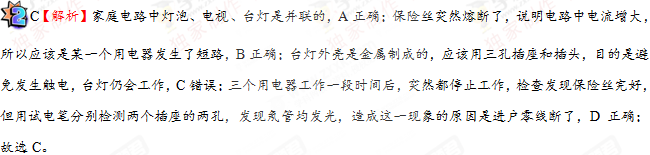 2 C【解析】家庭电路中灯泡、电视、台灯是并联的，A 正确；保险丝突然熔断了，说明电路中电流增大，
所以应该是某一个用电器发生了短路，B 正确；台灯外壳是金属制成的，应该用三孔插座和插头，目的是避
免发生触电，台灯仍会工作，C 错误；三个用电器工作一段时间后，突然都停止工作，检查发现保险丝完好，
但用试电笔分别检测两个插座的两孔，发现氖管均发光，造成这一现象的原因是进户零线断了，D 正确；
故选 C。